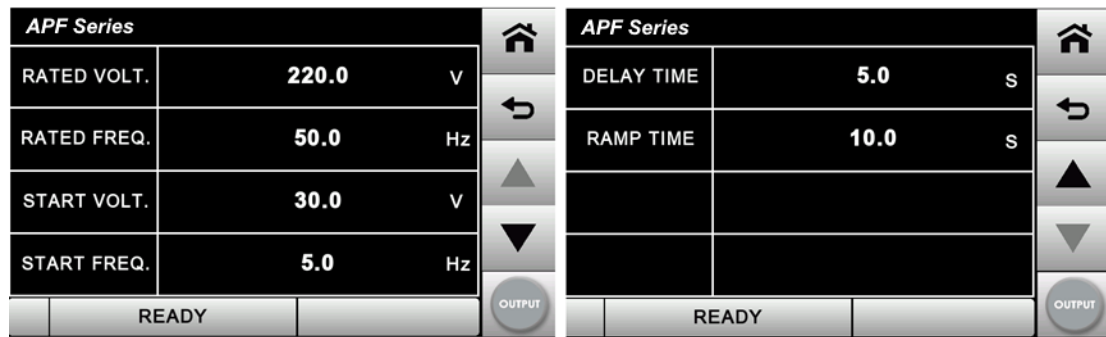 APF Series
RATED VOLT. 220.0 V
RATED FREQ. 50.0 Hz
START VOLT. 30.0 V
START FREQ. 5.0 Hz
READY
OUTPUT
APF Series
DELAY TIME 5.0 S
RAMP TIME 10.0 S
READY
OUTPUT